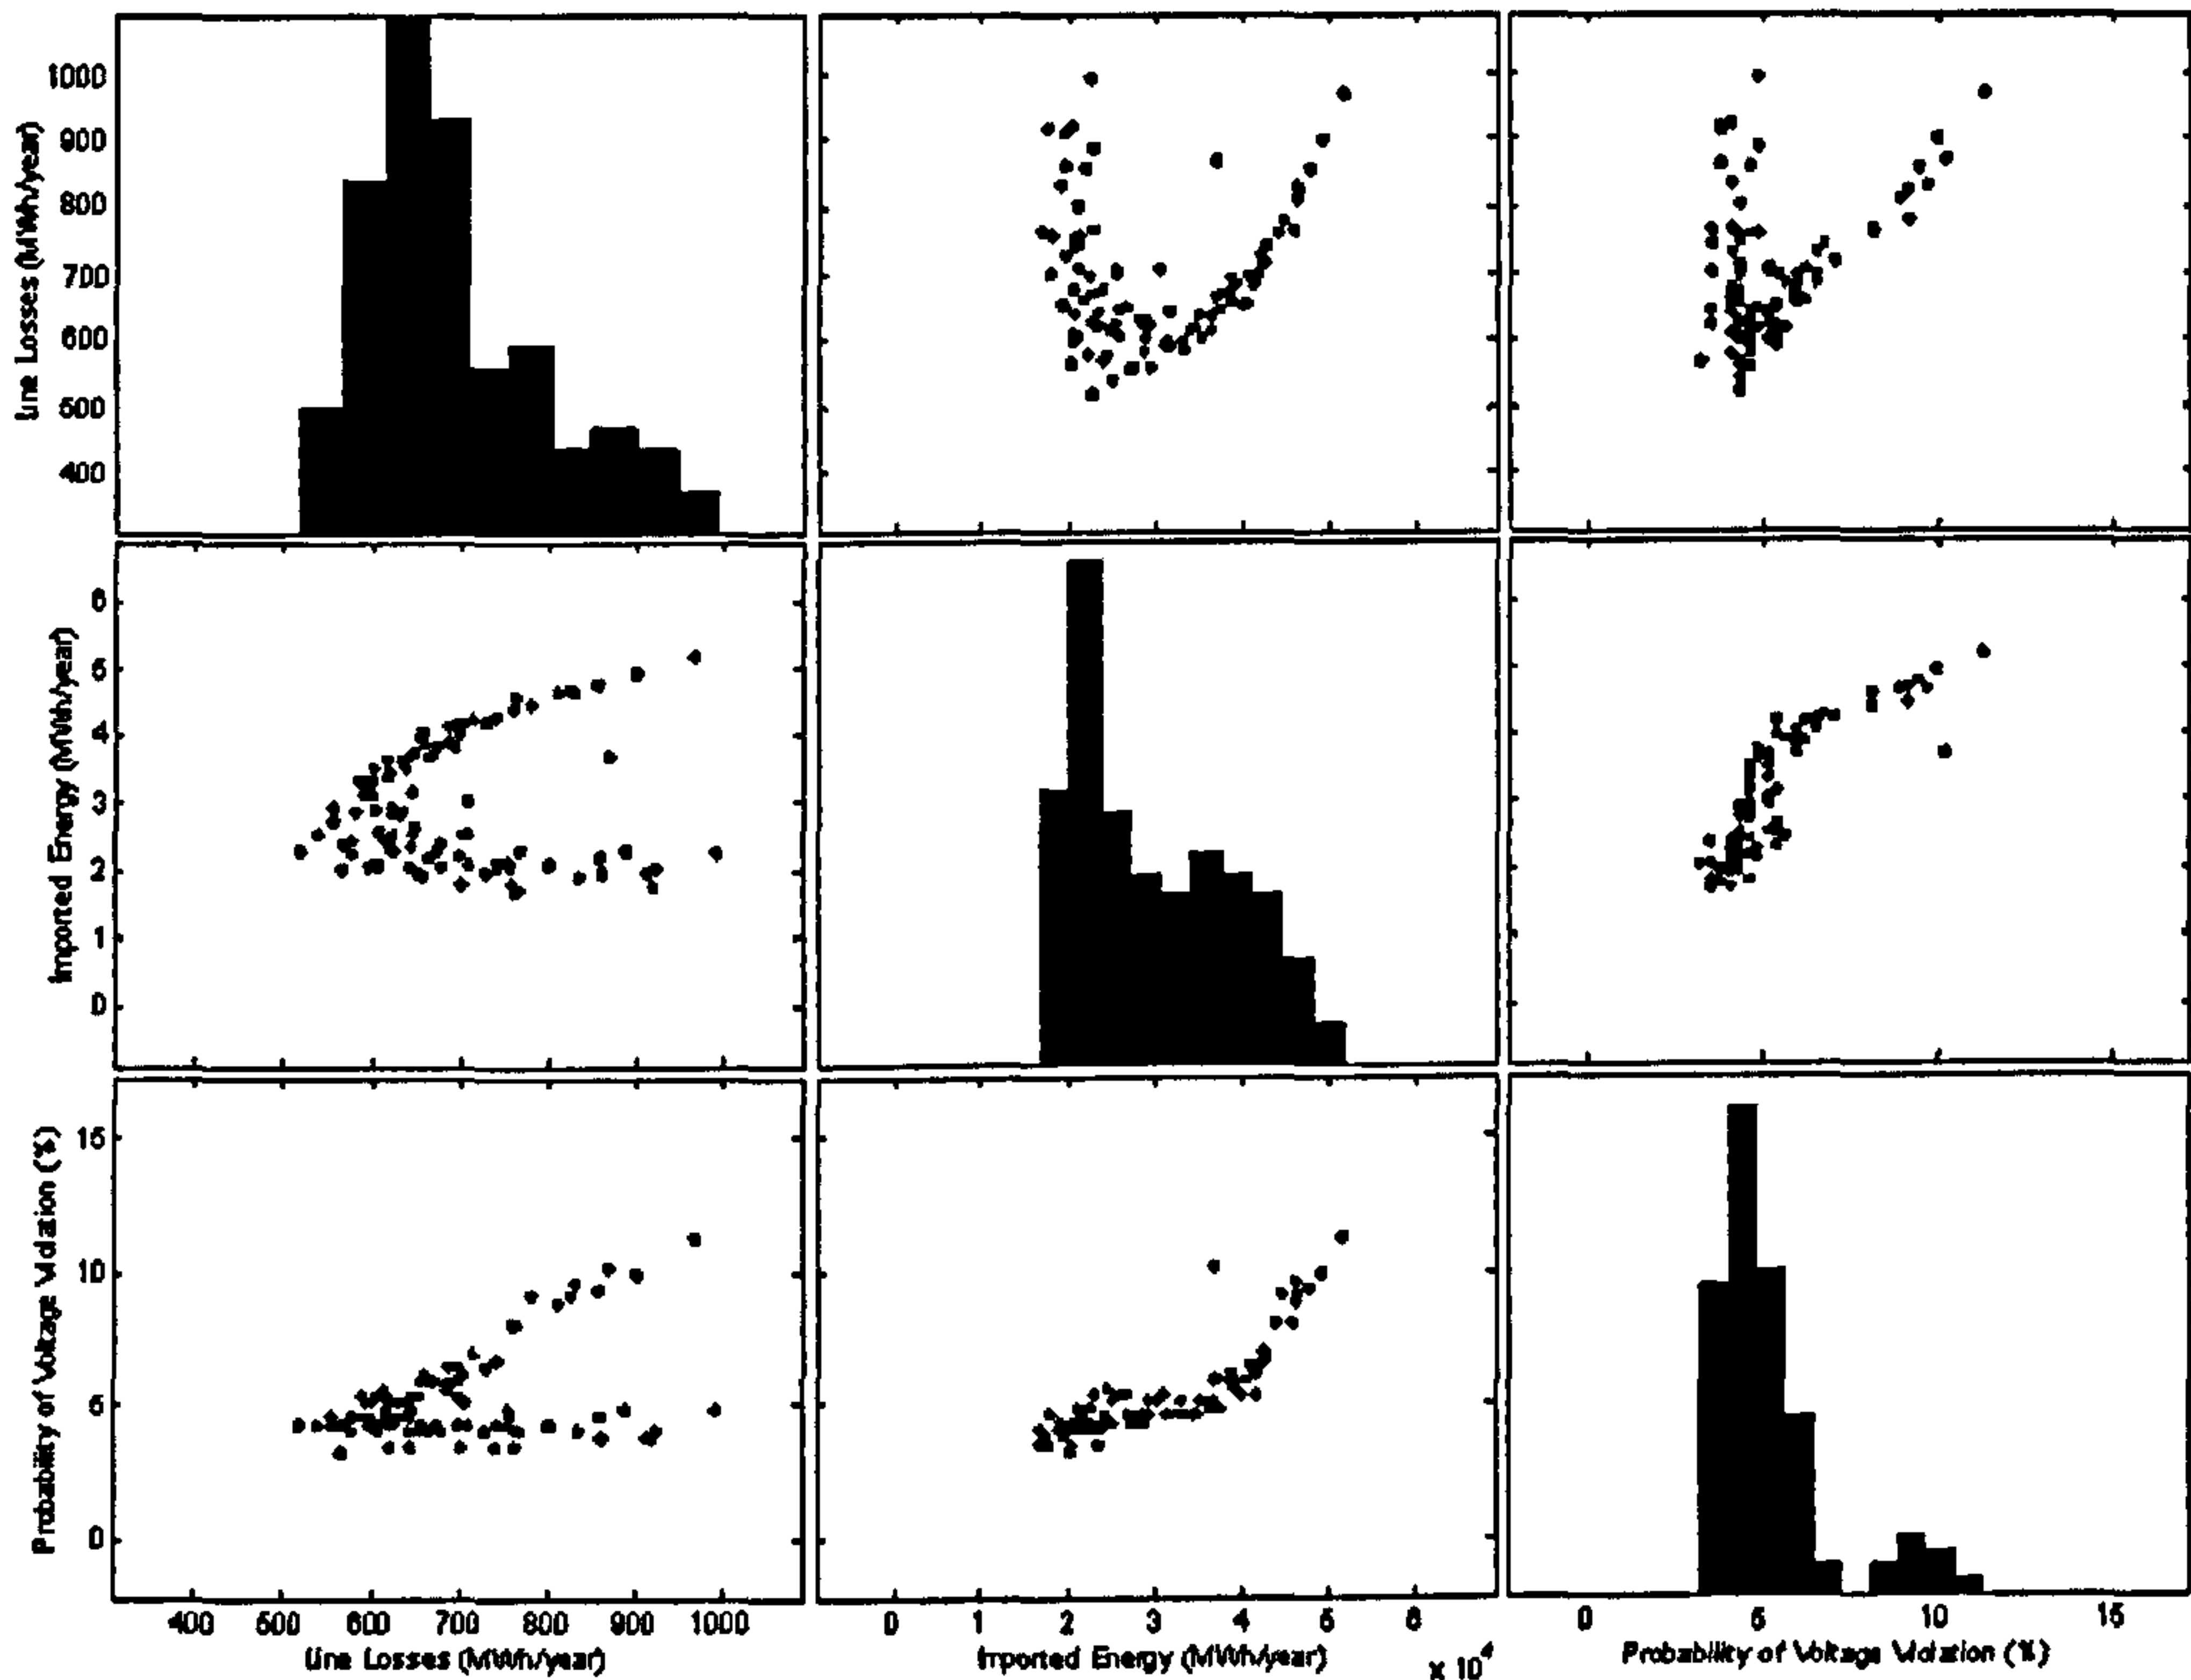 Line Losses (MWh/year)
1000
900
800
700
600
500
400
Imported Energy (MWh/year)
6
5
4
3
2
1
0
Probability of Voltage Violation (%)
15
10
5
0
400 500 600 700 800 900 1000
Line Losses (MWh/year)
0 1 2 3 4 5 6
Imported Energy (MWh/year)
x 10⁴
0 5 10 15
Probability of Voltage Violation (%)